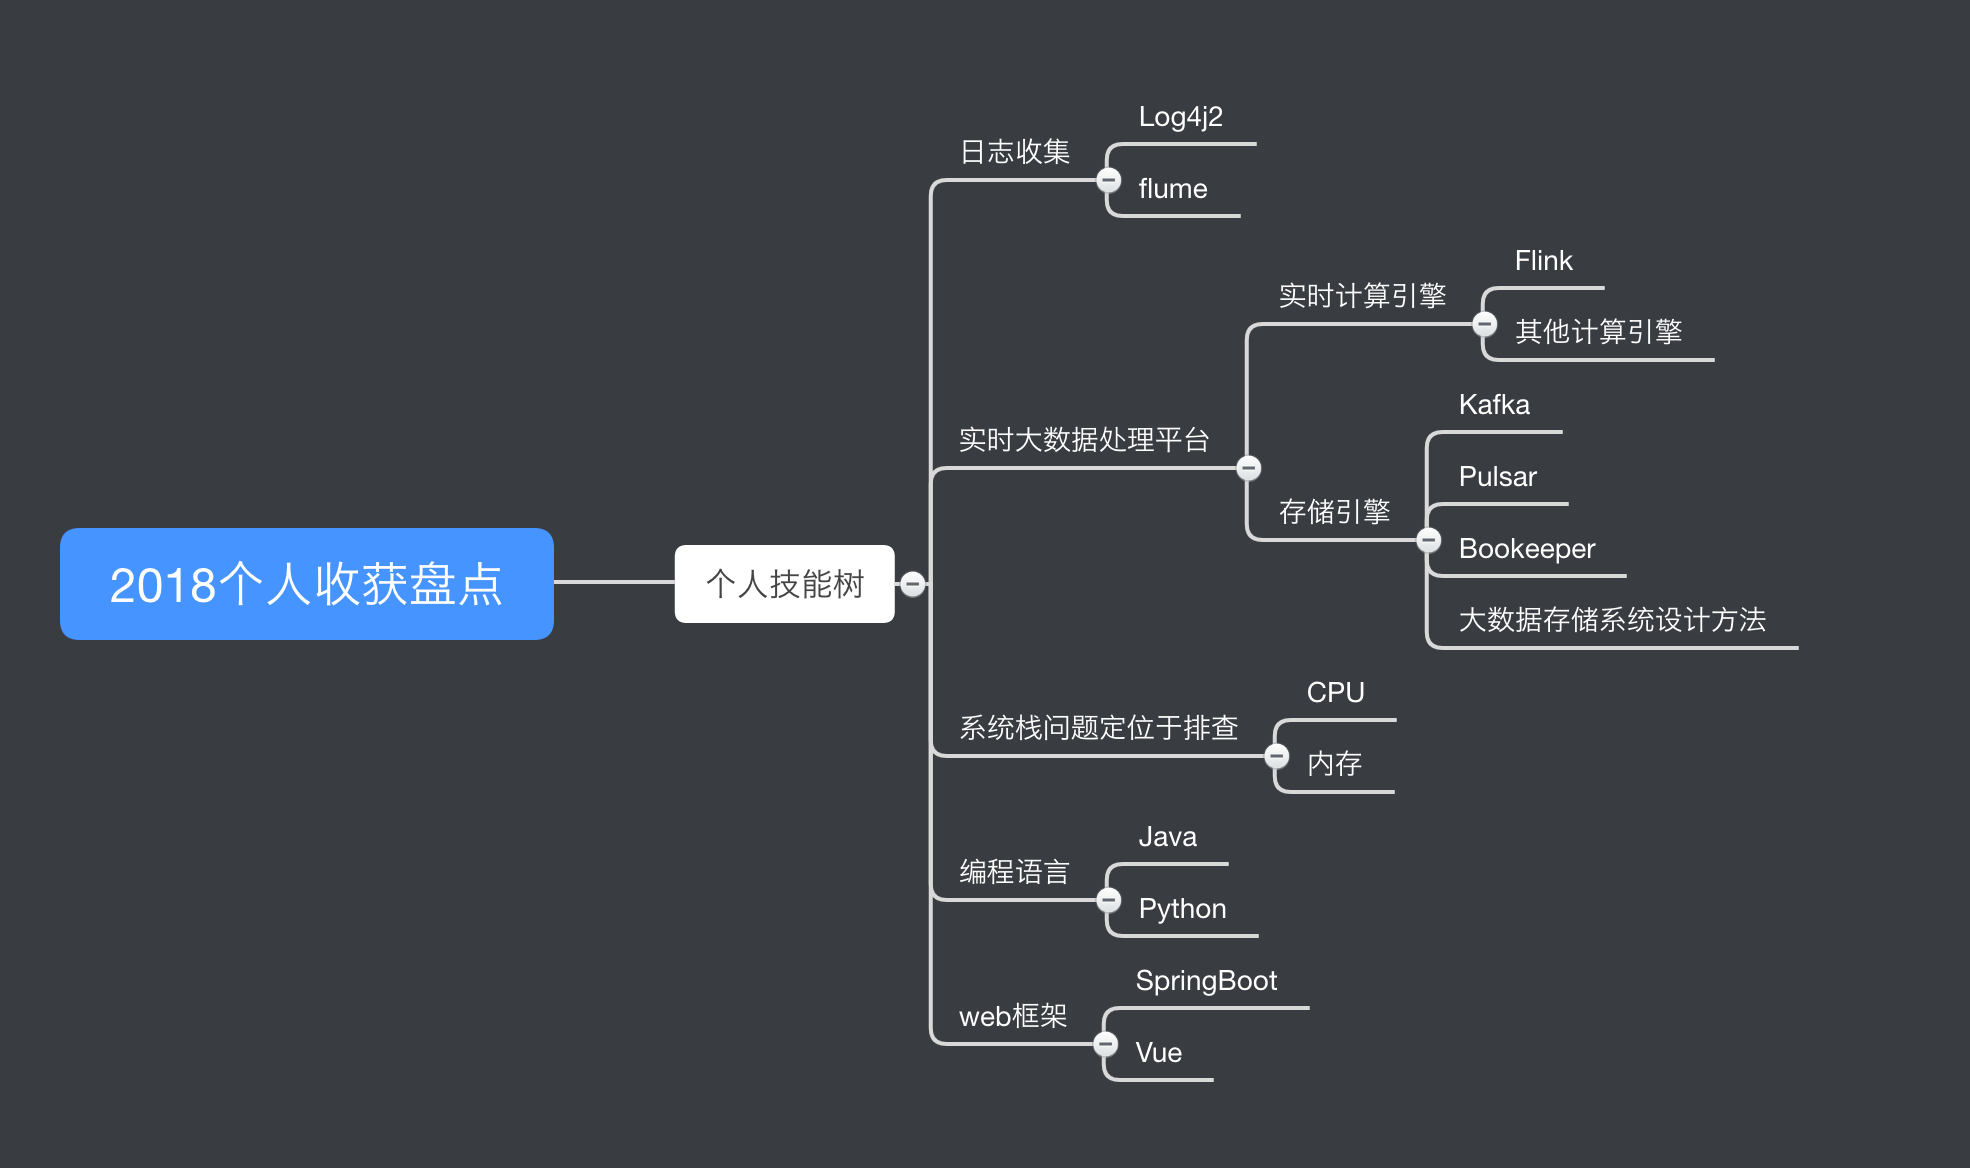 2018个人收获盘点
个人技能树
日志收集
Log4j2
flume
实时大数据处理平台
实时计算引擎
Flink
其他计算引擎
存储引擎
Kafka
Pulsar
Bookeeper
大数据存储系统设计方法
系统栈问题定位于排查
CPU
内存
编程语言
Java
Python
web框架
SpringBoot
Vue